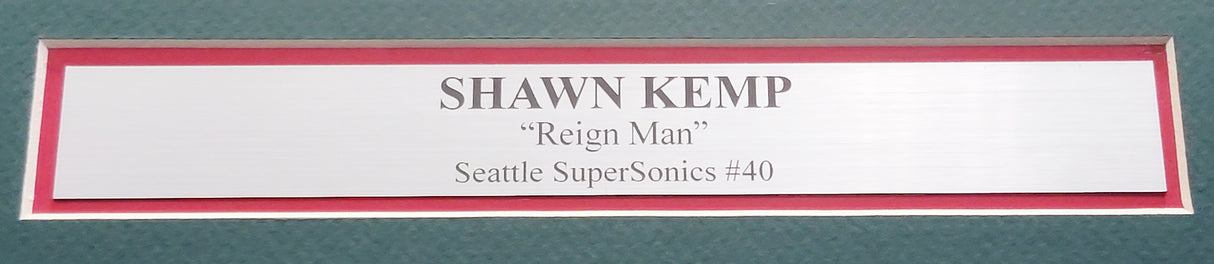 SHAWN KEMP
“Reign Man”
Seattle SuperSonics #40